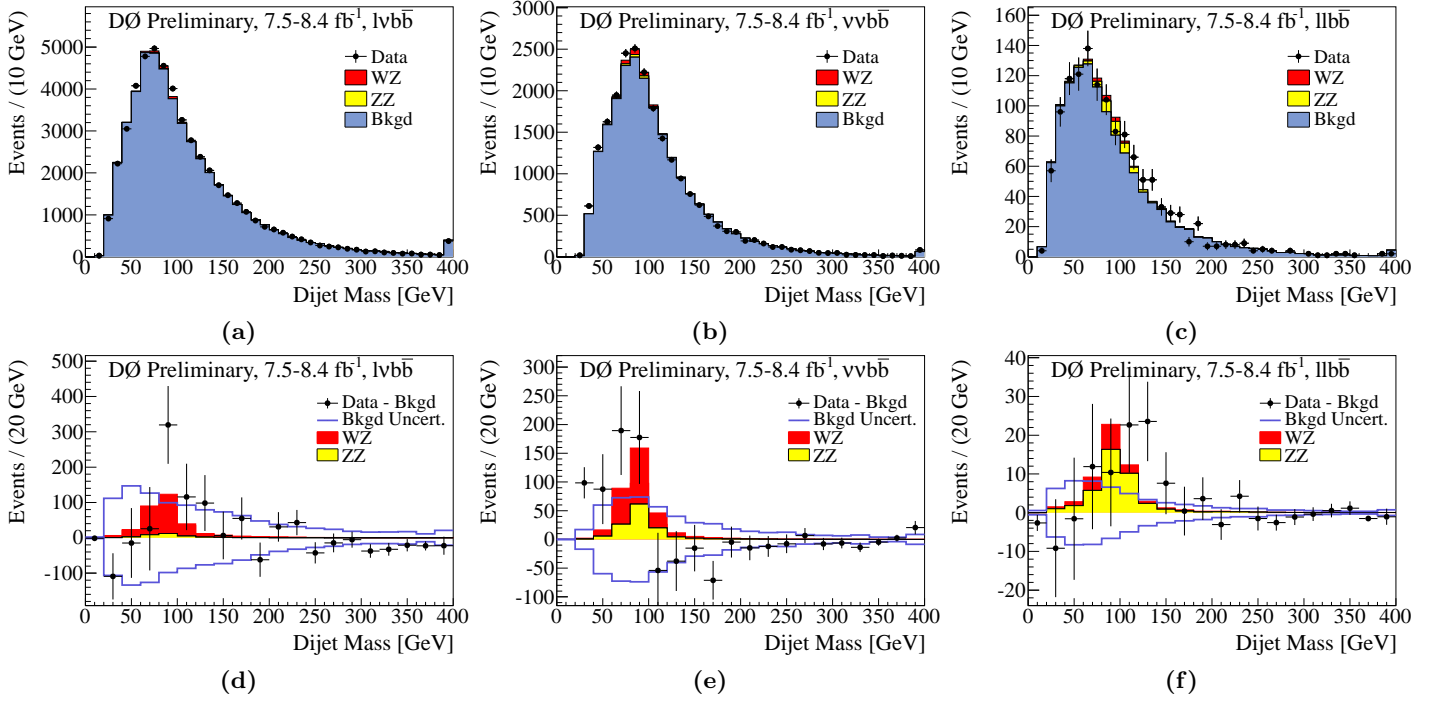 DØ Preliminary, 7.5-8.4 fb⁻¹, lνbb̄
Events / (10 GeV)
5000
4000
3000
2000
1000
0
Data
WZ
ZZ
Bkgd
0 50 100 150 200 250 300 350 400
Dijet Mass [GeV]
(a)
DØ Preliminary, 7.5-8.4 fb⁻¹, ννbb̄
Events / (10 GeV)
3000
2500
2000
1500
1000
500
0
Data
WZ
ZZ
Bkgd
0 50 100 150 200 250 300 350 400
Dijet Mass [GeV]
(b)
DØ Preliminary, 7.5-8.4 fb⁻¹, llbb̄
Events / (10 GeV)
160
140
120
100
80
60
40
20
0
Data
WZ
ZZ
Bkgd
0 50 100 150 200 250 300 350 400
Dijet Mass [GeV]
(c)
DØ Preliminary, 7.5-8.4 fb⁻¹, lνbb̄
Events / (20 GeV)
500
400
300
200
100
0
-100
Data - Bkgd
Bkgd Uncert.
WZ
ZZ
0 50 100 150 200 250 300 350 400
Dijet Mass [GeV]
(d)
DØ Preliminary, 7.5-8.4 fb⁻¹, ννbb̄
Events / (20 GeV)
300
250
200
150
100
50
0
-50
-100
Data - Bkgd
Bkgd Uncert.
WZ
ZZ
0 50 100 150 200 250 300 350 400
Dijet Mass [GeV]
(e)
DØ Preliminary, 7.5-8.4 fb⁻¹, llbb̄
Events / (20 GeV)
40
30
20
10
0
-10
-20
Data - Bkgd
Bkgd Uncert.
WZ
ZZ
0 50 100 150 200 250 300 350 400
Dijet Mass [GeV]
(f)